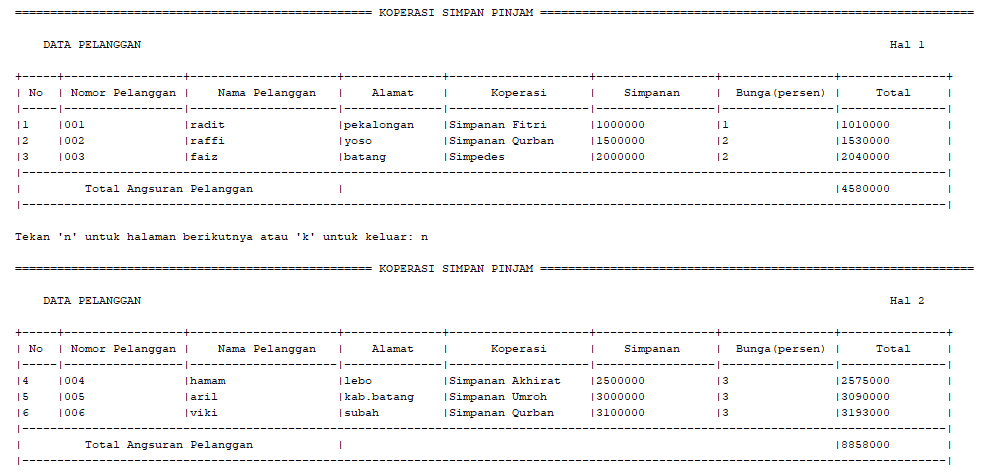 =================================================== KOPERASI SIMPAN PINJAM ==============================================================
DATA PELANGGAN Hal 1
+-----+-----------------+---------------------+--------------+--------------------+-----------------+----------------+---------------+
| No | Nomor Pelanggan | Nama Pelanggan | Alamat | Koperasi | Simpanan | Bunga(persen) | Total |
|-----|-----------------|---------------------|--------------|--------------------|-----------------|----------------|---------------|
|1 |001 |radit |pekalongan |Simpanan Fitri |1000000 |1 |1010000 |
|2 |002 |raffi |yoso |Simpanan Qurban |1500000 |2 |1530000 |
|3 |003 |faiz |batang |Simpedes |2000000 |2 |2040000 |
|------------------------------------------------------------------------------------------------------------------------------------|
| Total Angsuran Pelanggan | |4580000 |
|------------------------------------------------------------------------------------------------------------------------------------|
Tekan 'n' untuk halaman berikutnya atau 'k' untuk keluar: n
=================================================== KOPERASI SIMPAN PINJAM ==============================================================
DATA PELANGGAN Hal 2
+-----+-----------------+---------------------+--------------+--------------------+-----------------+----------------+---------------+
| No | Nomor Pelanggan | Nama Pelanggan | Alamat | Koperasi | Simpanan | Bunga(persen) | Total |
|-----|-----------------|---------------------|--------------|--------------------|-----------------|----------------|---------------|
|4 |004 |hamam |lebo |Simpanan Akhirat |2500000 |3 |2575000 |
|5 |005 |aril |kab.batang |Simpanan Umroh |3000000 |3 |3090000 |
|6 |006 |viki |subah |Simpanan Qurban |3100000 |3 |3193000 |
|------------------------------------------------------------------------------------------------------------------------------------|
| Total Angsuran Pelanggan | |8858000 |
|------------------------------------------------------------------------------------------------------------------------------------|